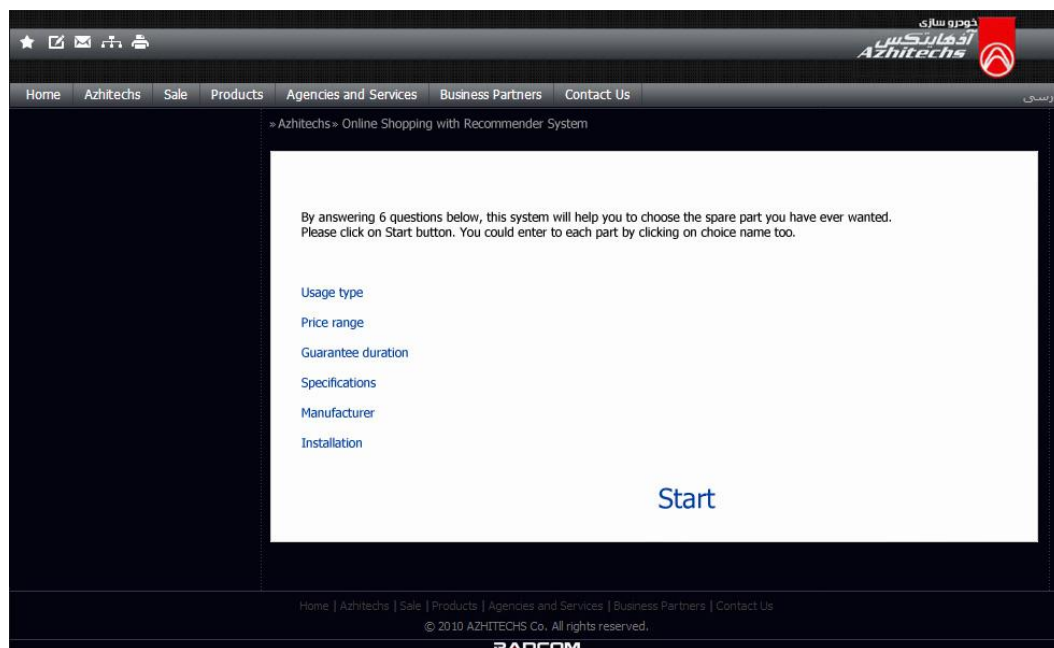 خودرو سازی
آذهایتکس
Azhitechs
Home Azhitechs Sale Products Agencies and Services Business Partners Contact Us
» Azhitechs » Online Shopping with Recommender System
By answering 6 questions below, this system will help you to choose the spare part you have ever wanted.
Please click on Start button. You could enter to each part by clicking on choice name too.
Usage type
Price range
Guarantee duration
Specifications
Manufacturer
Installation
Start
Home | Azhitechs | Sale | Products | Agencies and Services | Business Partners | Contact Us
© 2010 AZHITECHS Co. All rights reserved.